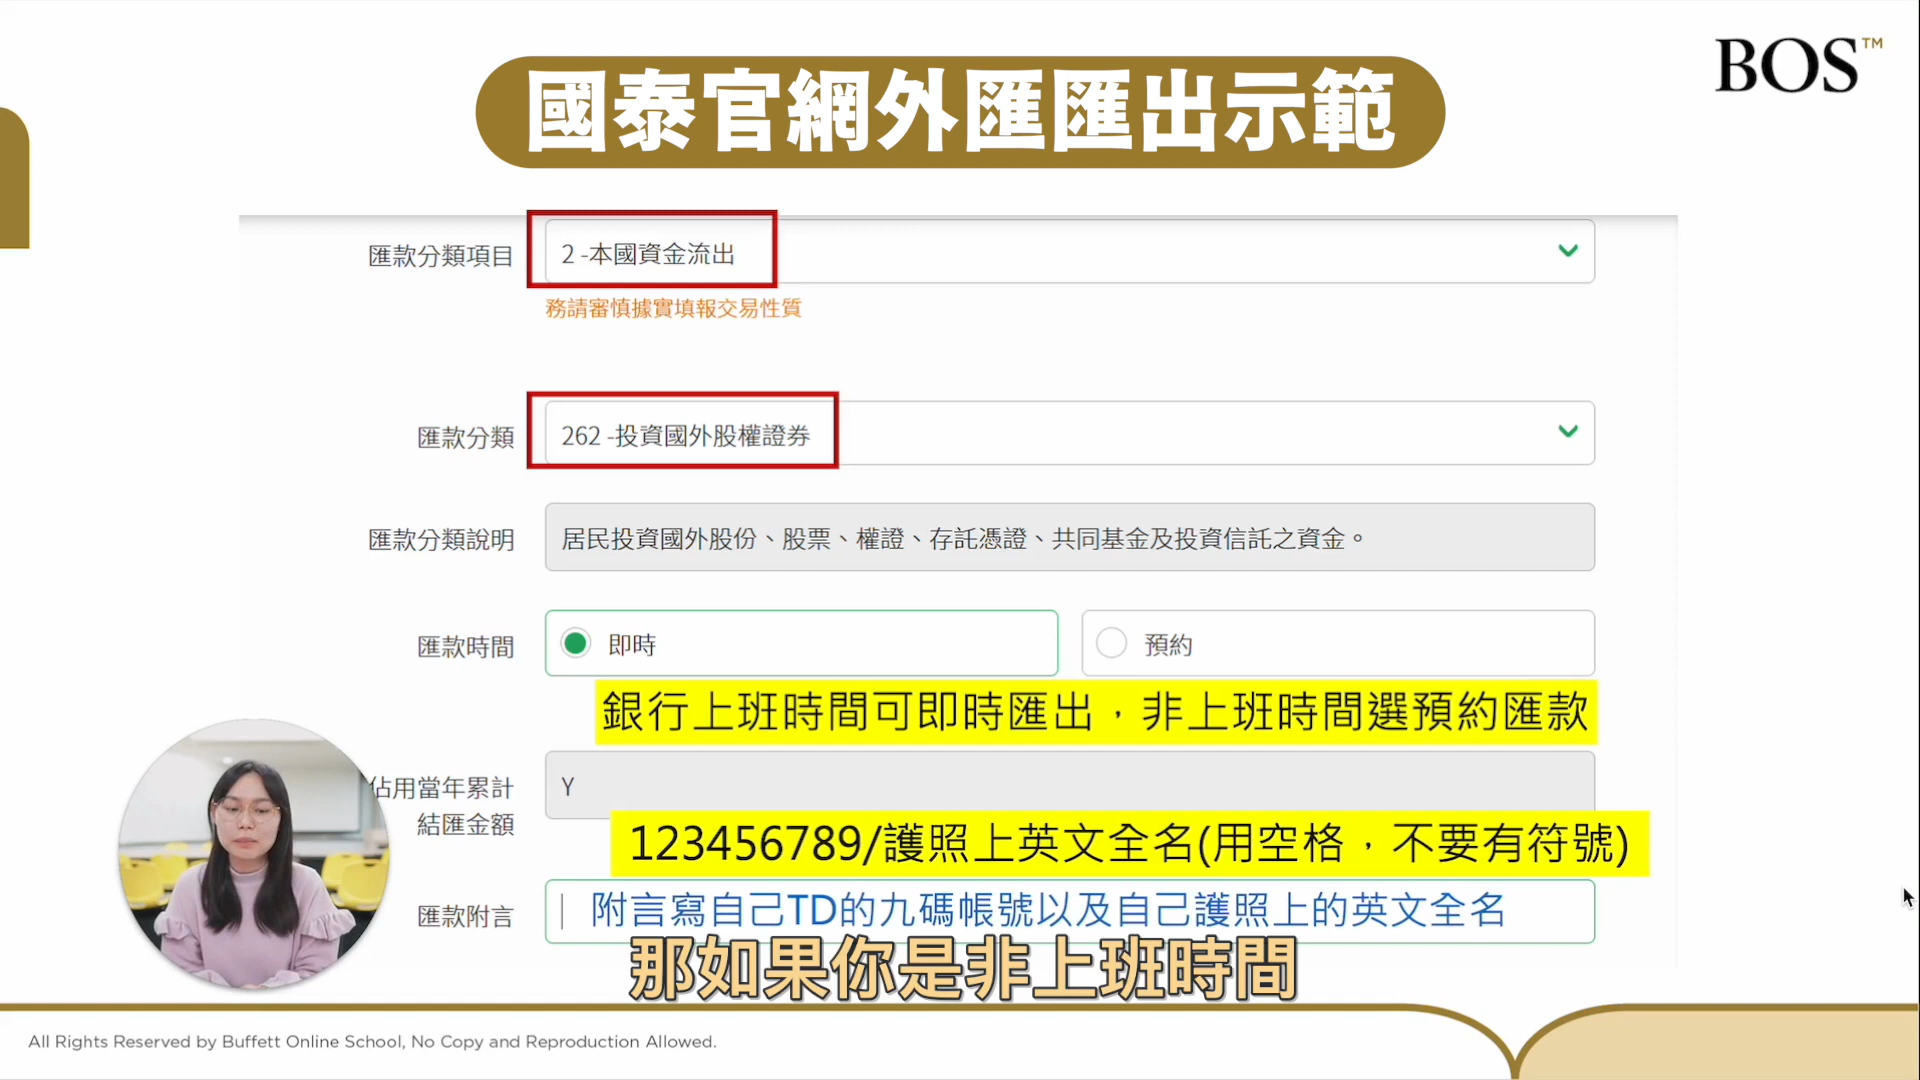 BOS™
國泰官網外匯匯出示範
匯款分類項目
2 -本國資金流出
務請審慎據實填報交易性質
匯款分類
262 -投資國外股權證券
匯款分類說明
居民投資國外股份、股票、權證、存託憑證、共同基金及投資信託之資金。
匯款時間
即時
預約
銀行上班時間可即時匯出，非上班時間選預約匯款
佔用當年累計
結匯金額
Y
123456789/護照上英文全名(用空格，不要有符號)
匯款附言
附言寫自己TD的九碼帳號以及自己護照上的英文全名
那如果你是非上班時間
All Rights Reserved by Buffett Online School, No Copy and Reproduction Allowed.